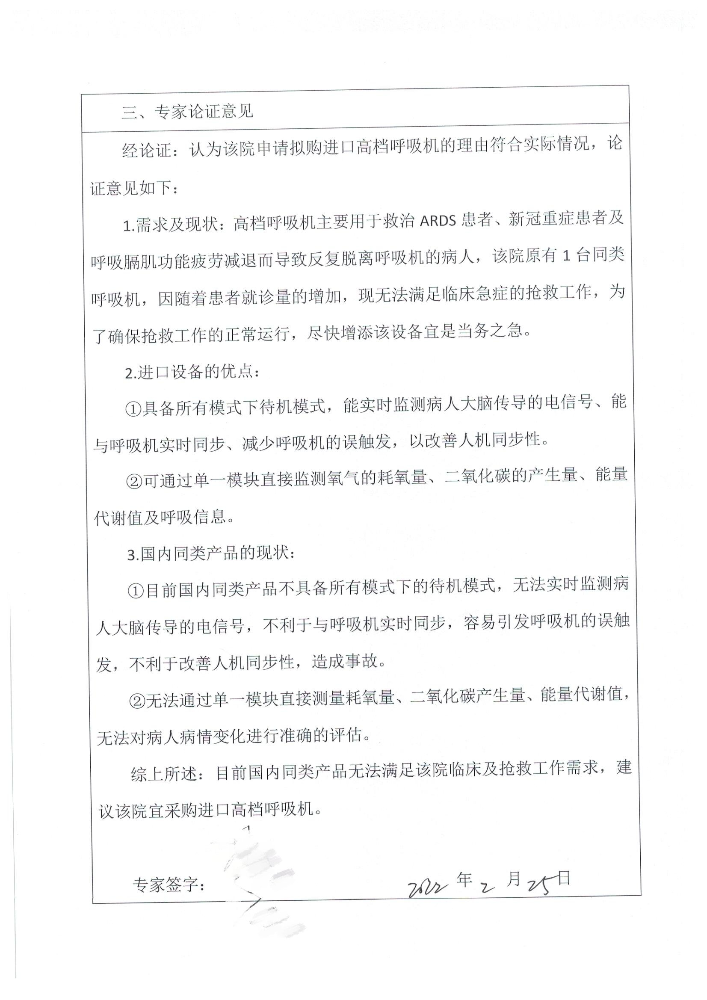 三、专家论证意见
经论证：认为该院申请拟购进口高档呼吸机的理由符合实际情况，论
证意见如下：
1.需求及现状：高档呼吸机主要用于救治 ARDS 患者、新冠重症患者及
呼吸膈肌功能疲劳减退而导致反复脱离呼吸机的病人，该院原有 1 台同类
呼吸机，因随着患者就诊量的增加，现无法满足临床急症的抢救工作，为
了确保抢救工作的正常运行，尽快增添该设备宜是当务之急。
2.进口设备的优点：
①具备所有模式下待机模式，能实时监测病人大脑传导的电信号、能
与呼吸机实时同步、减少呼吸机的误触发，以改善人机同步性。
②可通过单一模块直接监测氧气的耗氧量、二氧化碳的产生量、能量
代谢值及呼吸信息。
3.国内同类产品的现状：
①目前国内同类产品不具备所有模式下的待机模式，无法实时监测病
人大脑传导的电信号，不利于与呼吸机实时同步，容易引发呼吸机的误触
发，不利于改善人机同步性，造成事故。
②无法通过单一模块直接测量耗氧量、二氧化碳产生量、能量代谢值，
无法对病人病情变化进行准确的评估。
综上所述：目前国内同类产品无法满足该院临床及抢救工作需求，建
议该院宜采购进口高档呼吸机。
专家签字： 2022 年 2 月 25 日